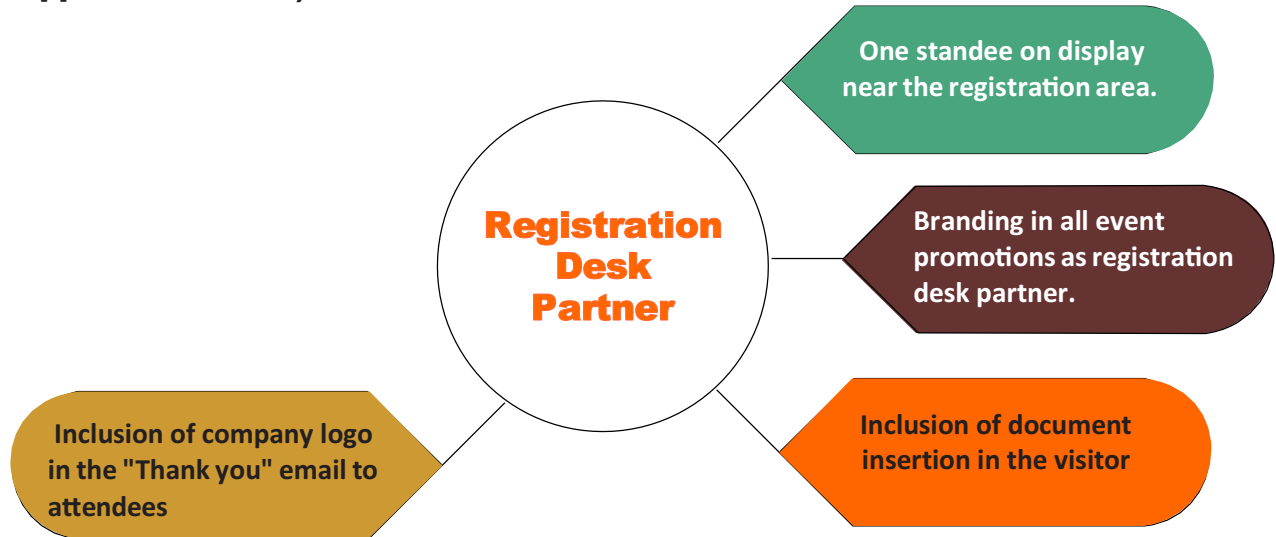 Registration
Desk
Partner
One standee on display
near the registration area.
Branding in all event
promotions as registration
desk partner.
Inclusion of document
insertion in the visitor
Inclusion of company logo
in the "Thank you" email to
attendees